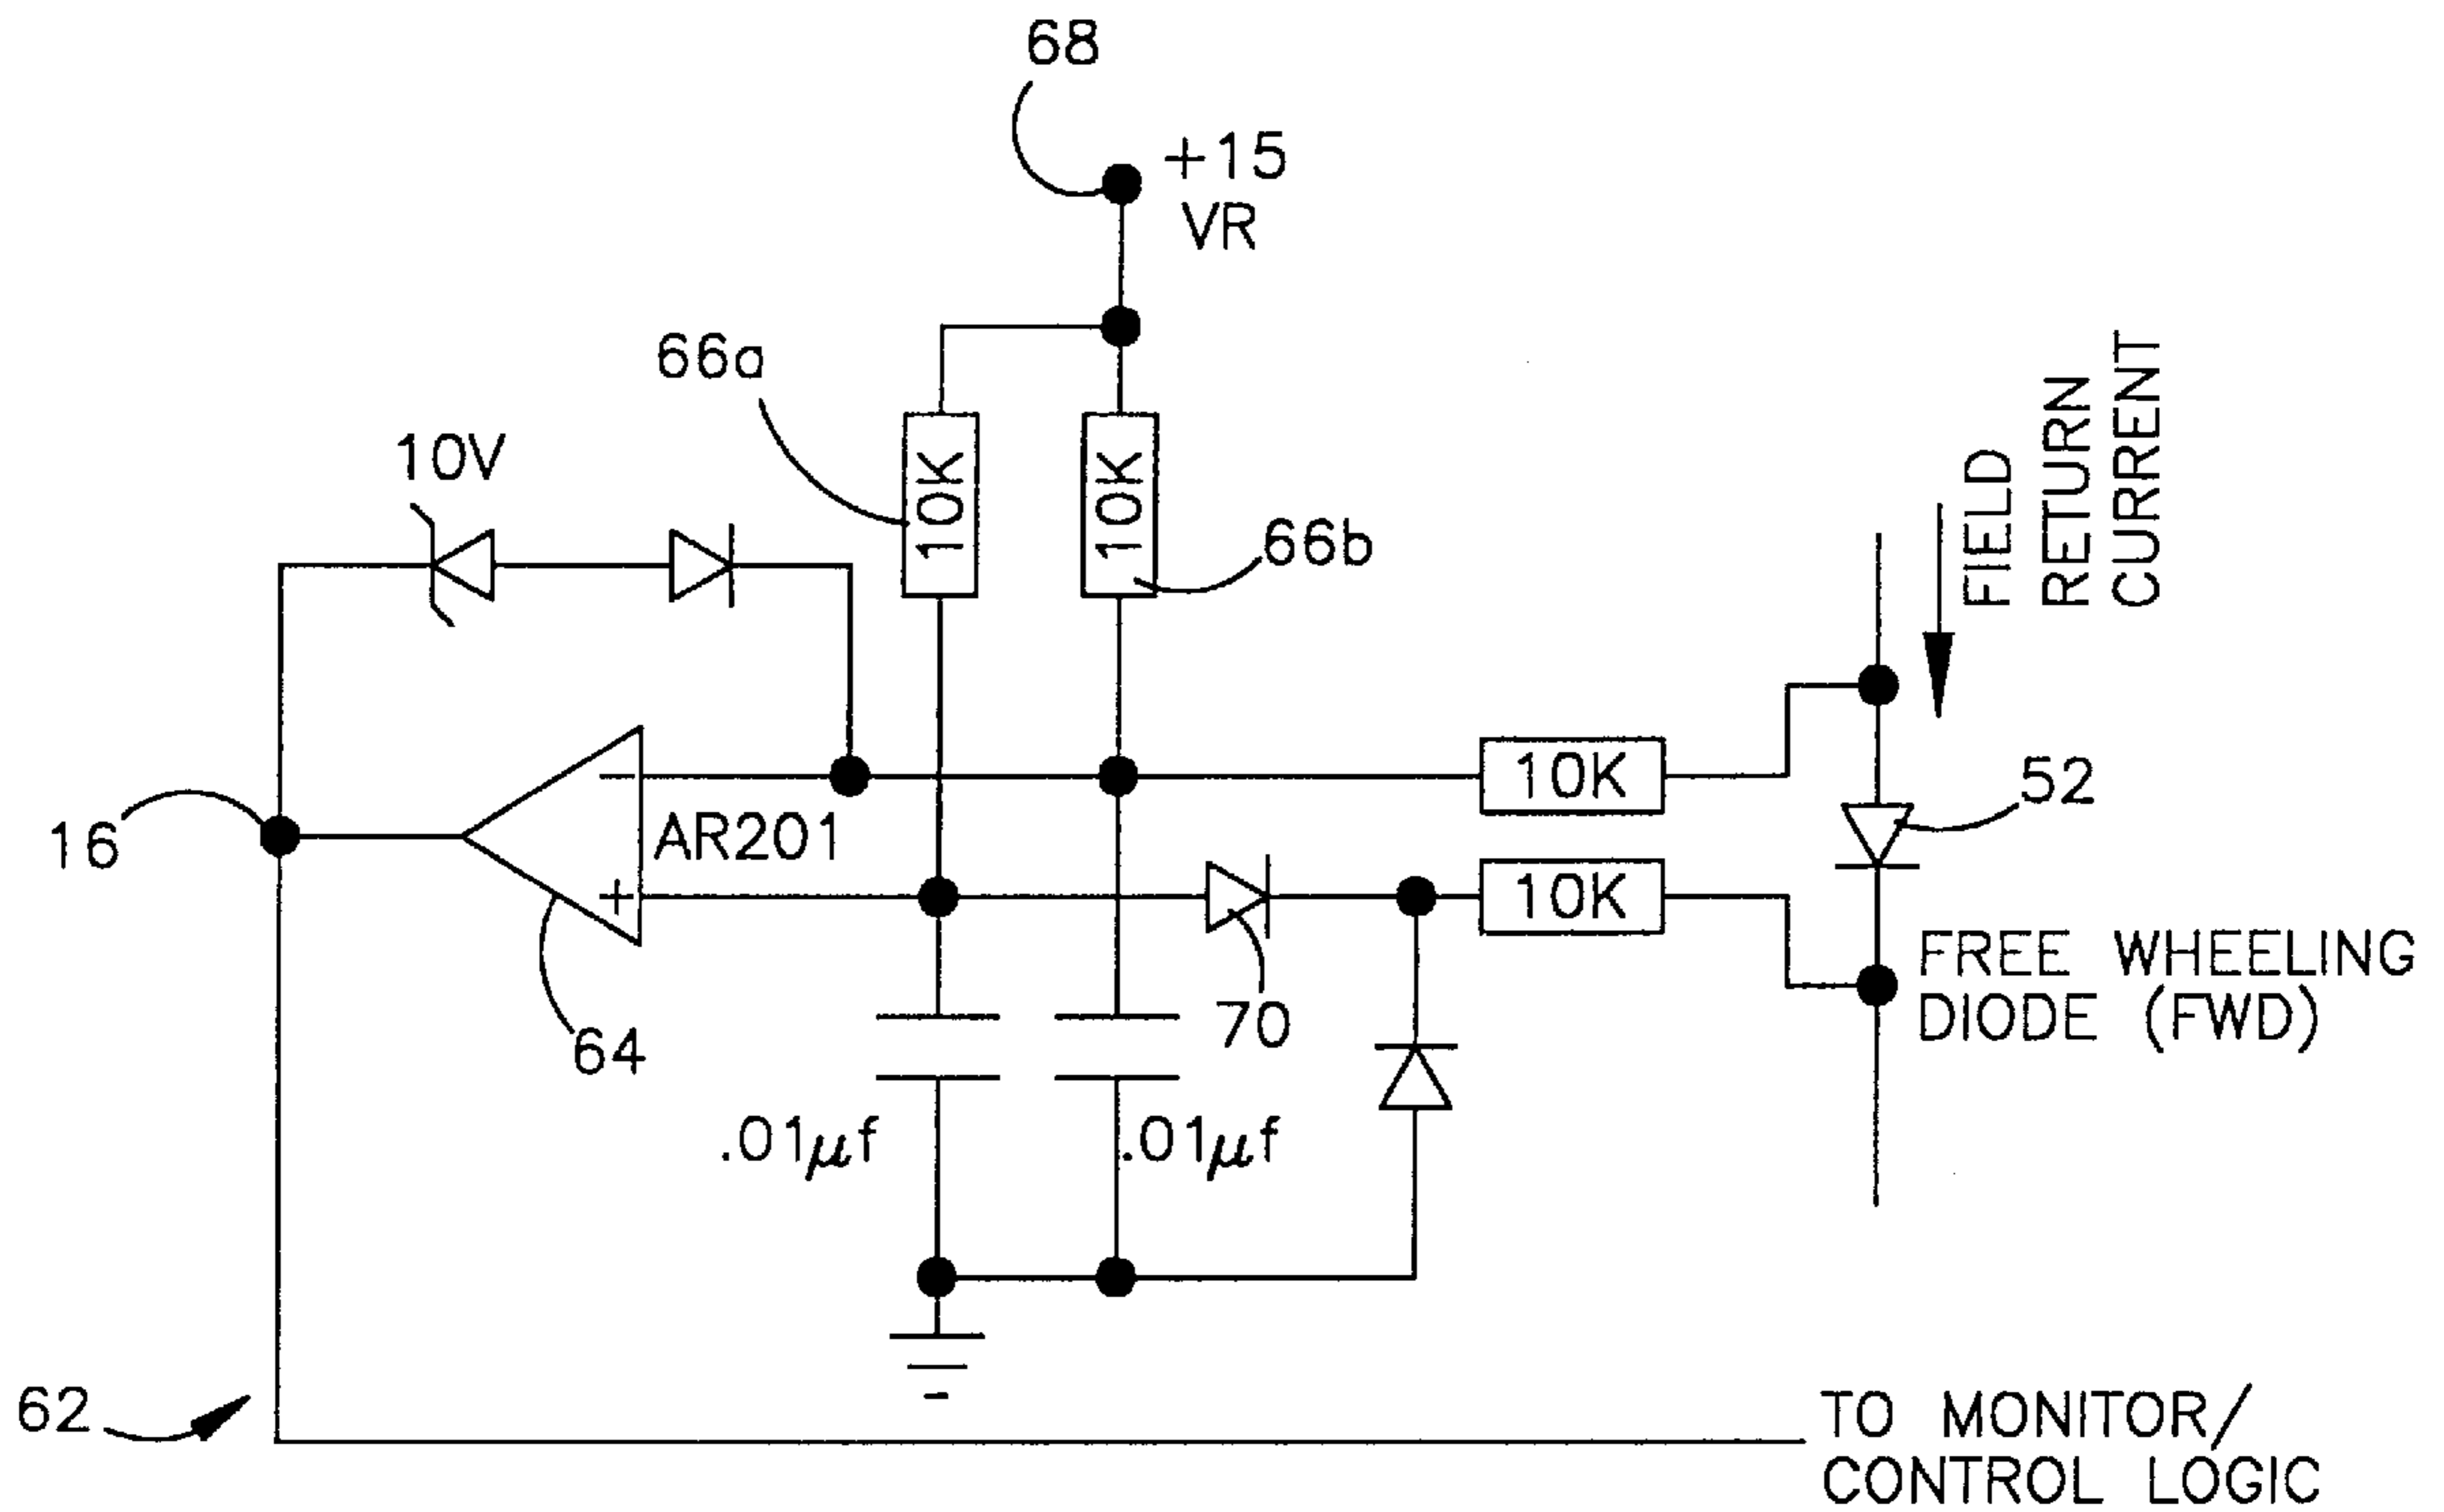 68
+15
VR
66a
10V
10K
10K
66b
FIELD
RETURN
CURRENT
16
-
AR201
+
10K
52
10K
FREE WHEELING
DIODE (FWD)
64
70
.01μf
.01μf
62
TO MONITOR/
CONTROL LOGIC